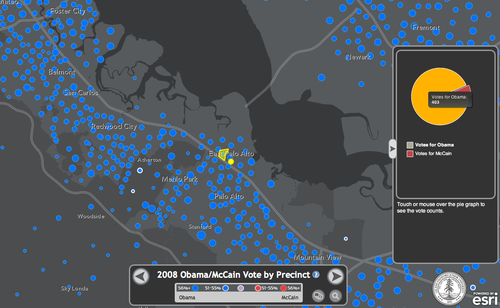 Foster City
Fremont
Belmont
Newark
San Carlos
Redwood City
Atherton
East Palo Alto
Menlo Park
Palo Alto
Woodside
Stanford
Mountain View
Sky Londa
Votes for Obama:
463
Votes for Obama
Votes for McCain
Touch or mouse over the pie graph to
see the vote counts.
2008 Obama/McCain Vote by Precinct
56%+ 51-55% 51-55% 56%+
Obama McCain
POWERED BY
esri